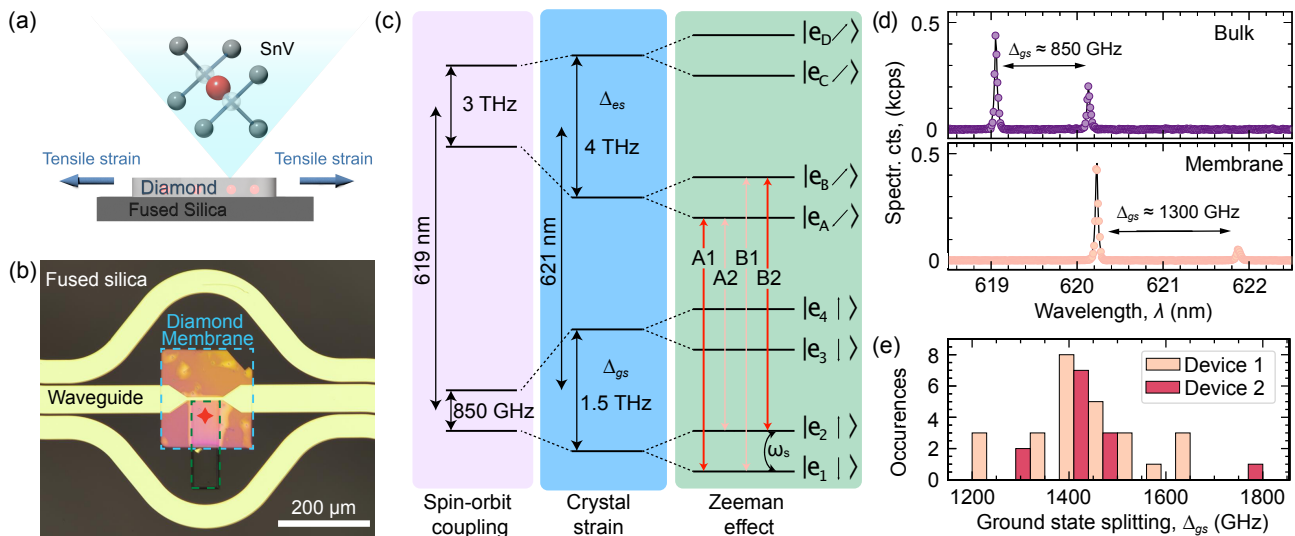 (a)
SnV
Tensile strain
Tensile strain
Diamond
Fused Silica
(b)
Fused silica
Diamond
Membrane
Waveguide
200 μm
(c)
3 THz
619 nm
850 GHz
Spin-orbit
coupling
Δes
4 THz
621 nm
Δgs
1.5 THz
Crystal
strain
|eD ⟋⟩
|eC ⟋⟩
|eB ⟋⟩
|eA ⟋⟩
A1
A2
B1
B2
|e4 | ⟩
|e3 | ⟩
|e2 | ⟩
ωs
|e1 | ⟩
Zeeman
effect
(d)
Spectr. cts, (kcps)
0.5
Bulk
Δgs ≈ 850 GHz
0
0.5
Membrane
Δgs ≈ 1300 GHz
0
619 620 621 622
Wavelength, λ (nm)
(e)
Occurences
8
6
4
2
0
Device 1
Device 2
1200 1400 1600 1800
Ground state splitting, Δgs (GHz)